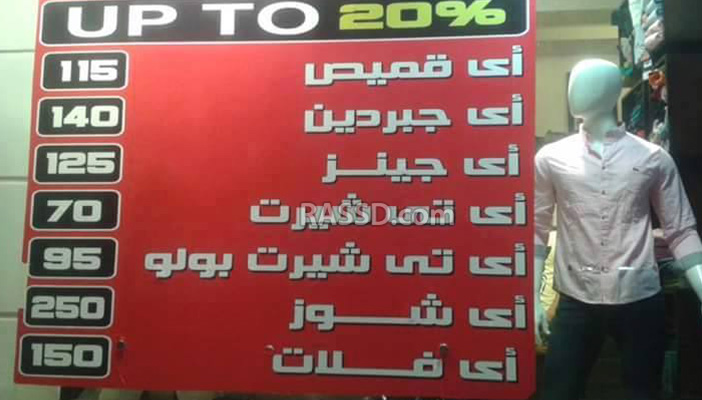 UP TO 20%
أى قميص 115
أى جبردين 140
أى جينز 125
أى تى شيرت 70
RASSD.com
أى تى شيرت بولو 95
أى شوز 250
أى فلات 150